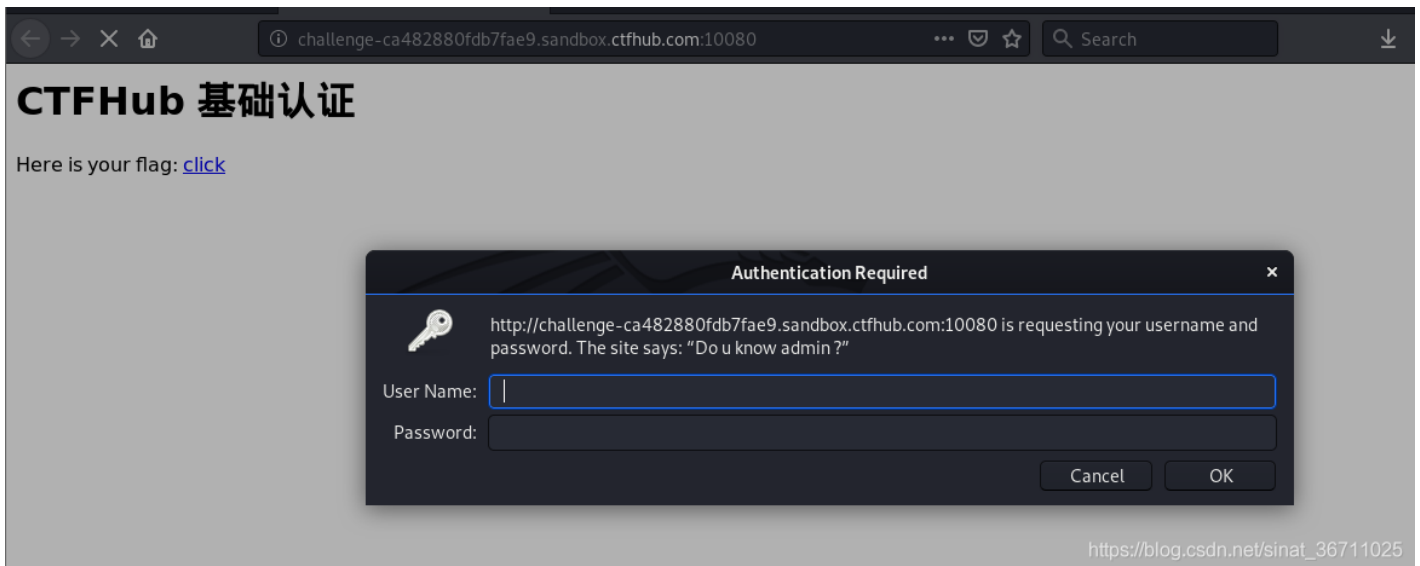 challenge-ca482880fdb7fae9.sandbox.ctfhub.com:10080
Search
CTFHub 基础认证
Here is your flag: click
Authentication Required
http://challenge-ca482880fdb7fae9.sandbox.ctfhub.com:10080 is requesting your username and
password. The site says: “Do u know admin ?”
User Name:
Password:
Cancel
OK
https://blog.csdn.net/sinat_36711025